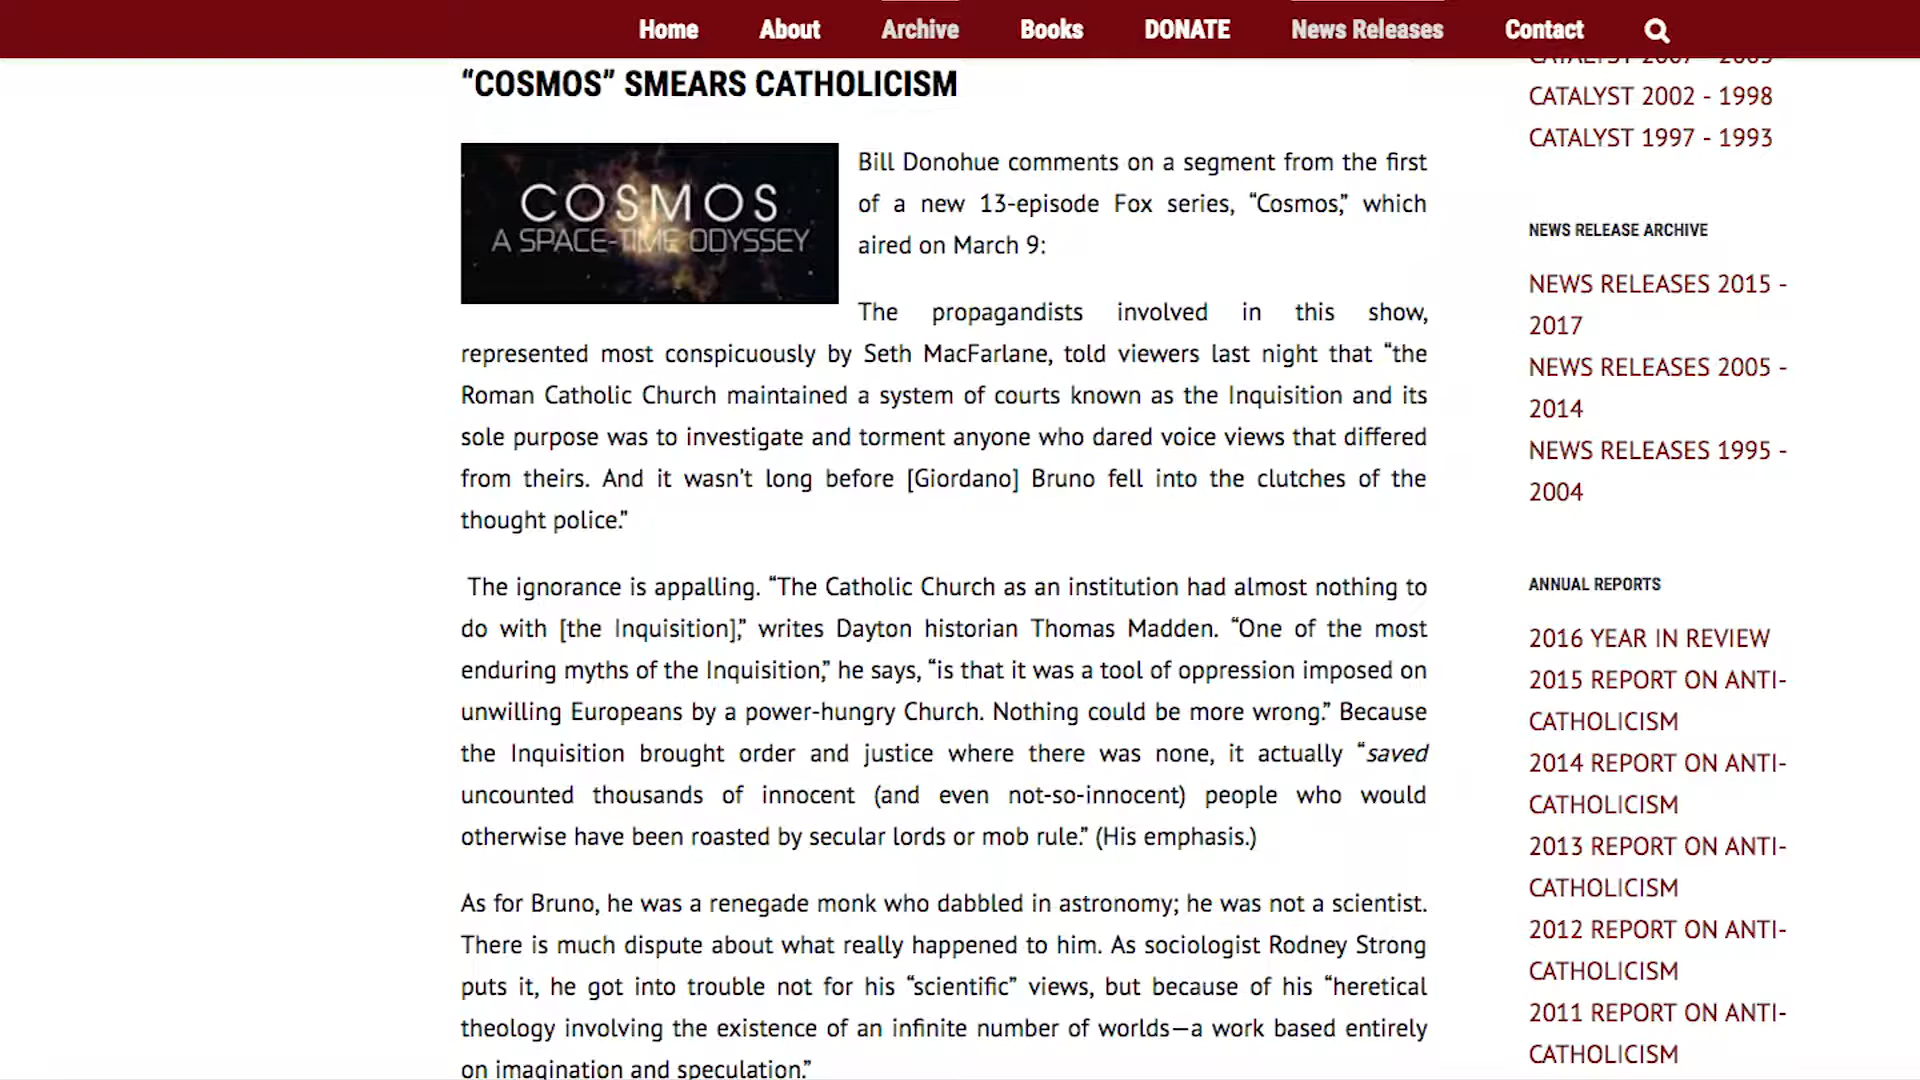 Home About Archive Books DONATE News Releases Contact
“COSMOS” SMEARS CATHOLICISM
COSMOS
A SPACE-TIME ODYSSEY
Bill Donohue comments on a segment from the first
of a new 13-episode Fox series, “Cosmos,” which
aired on March 9:
The propagandists involved in this show,
represented most conspicuously by Seth MacFarlane, told viewers last night that “the
Roman Catholic Church maintained a system of courts known as the Inquisition and its
sole purpose was to investigate and torment anyone who dared voice views that differed
from theirs. And it wasn’t long before [Giordano] Bruno fell into the clutches of the
thought police.”
The ignorance is appalling. “The Catholic Church as an institution had almost nothing to
do with [the Inquisition],” writes Dayton historian Thomas Madden. “One of the most
enduring myths of the Inquisition,” he says, “is that it was a tool of oppression imposed on
unwilling Europeans by a power-hungry Church. Nothing could be more wrong.” Because
the Inquisition brought order and justice where there was none, it actually “saved
uncounted thousands of innocent (and even not-so-innocent) people who would
otherwise have been roasted by secular lords or mob rule.” (His emphasis.)
As for Bruno, he was a renegade monk who dabbled in astronomy; he was not a scientist.
There is much dispute about what really happened to him. As sociologist Rodney Strong
puts it, he got into trouble not for his “scientific” views, but because of his “heretical
theology involving the existence of an infinite number of worlds—a work based entirely
on imagination and speculation.”
CATALYST 2007 - 2003
CATALYST 2002 - 1998
CATALYST 1997 - 1993
NEWS RELEASE ARCHIVE
NEWS RELEASES 2015 -
2017
NEWS RELEASES 2005 -
2014
NEWS RELEASES 1995 -
2004
ANNUAL REPORTS
2016 YEAR IN REVIEW
2015 REPORT ON ANTI-
CATHOLICISM
2014 REPORT ON ANTI-
CATHOLICISM
2013 REPORT ON ANTI-
CATHOLICISM
2012 REPORT ON ANTI-
CATHOLICISM
2011 REPORT ON ANTI-
CATHOLICISM